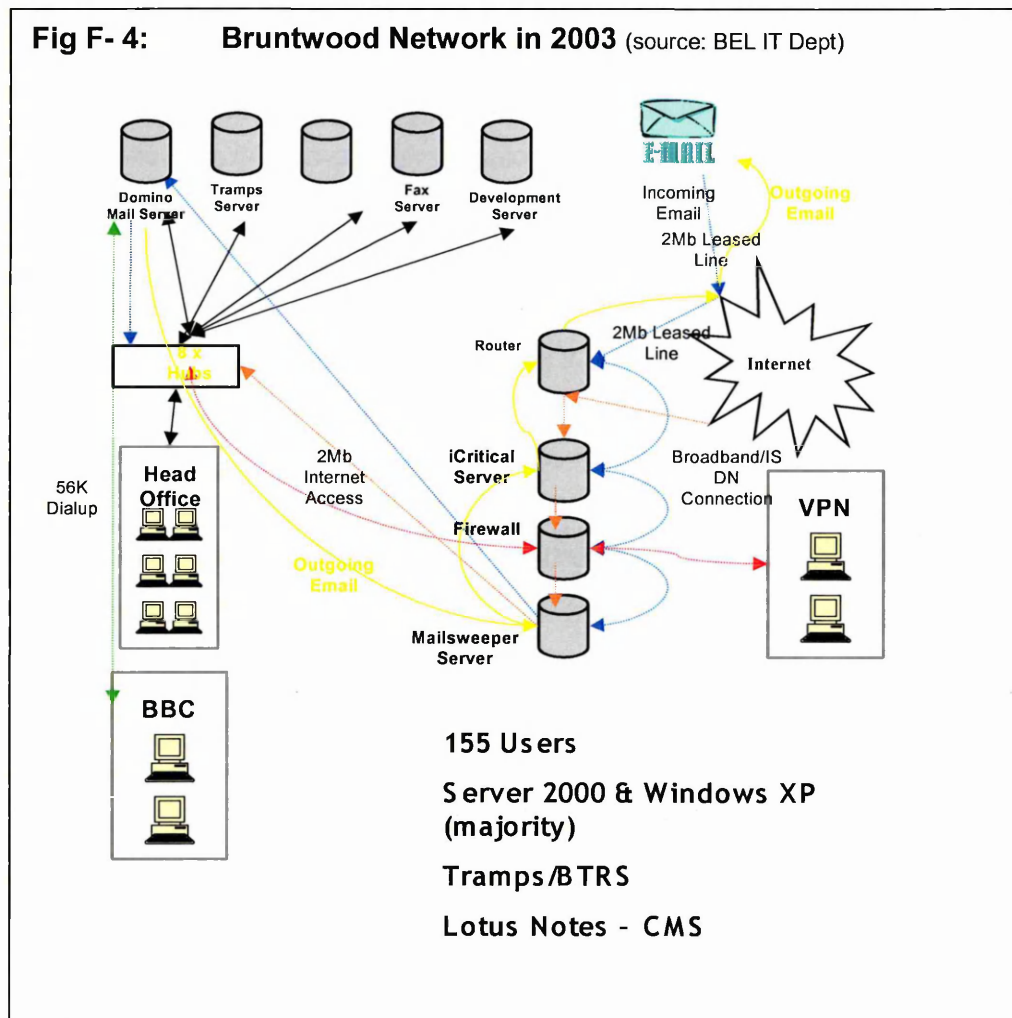 Fig F- 4: Bruntwood Network in 2003 (source: BEL IT Dept)
E-MAIL
Domino
Mail Server
Tramps
Server
Fax
Server
Development
Server
Incoming
Email
Outgoing
Email
2Mb Leased
Line
Router
2Mb Leased
Line
Internet
8 x
Hubs
Head
Office
56K
Dialup
2Mb
Internet
Access
iCritical
Server
Broadband/IS
DN
Connection
VPN
Firewall
Outgoing
Email
Mailsweeper
Server
BBC
155 Users
Server 2000 & Windows XP
(majority)
Tramps/BTRS
Lotus Notes - CMS